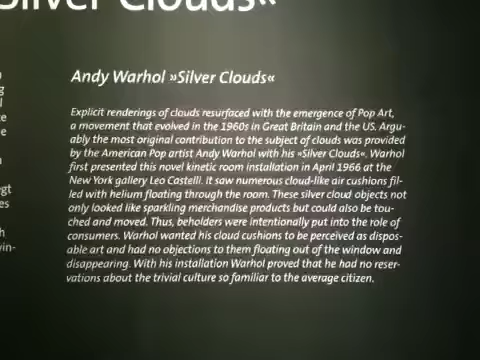 Silver Clouds«
Andy Warhol »Silver Clouds«
Explicit renderings of clouds resurfaced with the emergence of Pop Art,
a movement that evolved in the 1960s in Great Britain and the US. Argu-
ably the most original contribution to the subject of clouds was provided
by the American Pop artist Andy Warhol with his »Silver Clouds«. Warhol
first presented this novel kinetic room installation in April 1966 at the
New York gallery Leo Castelli. It saw numerous cloud-like air cushions fil-
led with helium floating through the room. These silver cloud objects not
only looked like sparkling merchandise products but could also be tou-
ched and moved. Thus, beholders were intentionally put into the role of
consumers. Warhol wanted his cloud cushions to be perceived as dispos-
able art and had no objections to them floating out of the window and
disappearing. With his installation Warhol proved that he had no reser-
vations about the trivial culture so familiar to the average citizen.